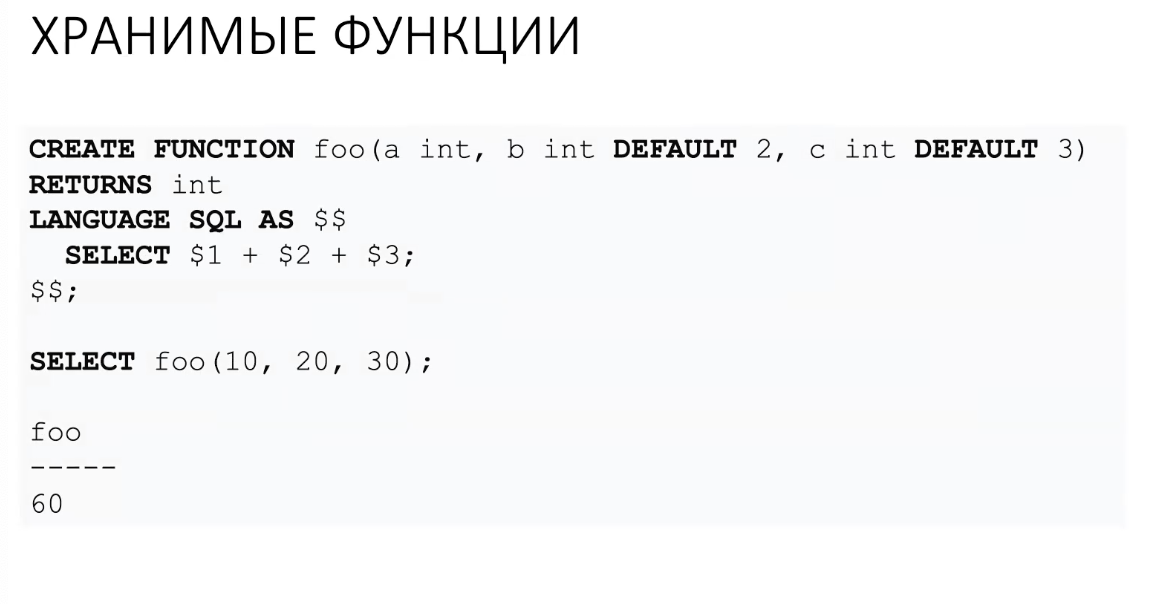 ХРАНИМЫЕ ФУНКЦИИ
CREATE FUNCTION foo(a int, b int DEFAULT 2, c int DEFAULT 3)
RETURNS int
LANGUAGE SQL AS $$
SELECT $1 + $2 + $3;
$$;
SELECT foo(10, 20, 30);
foo
-----
60